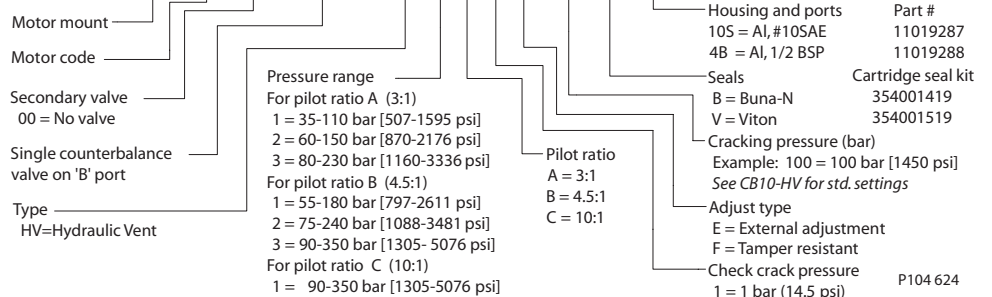 Motor mount
Motor code
Secondary valve
00 = No valve
Single counterbalance
valve on 'B' port
Type
HV=Hydraulic Vent
Pressure range
For pilot ratio A (3:1)
1 = 35-110 bar [507-1595 psi]
2 = 60-150 bar [870-2176 psi]
3 = 80-230 bar [1160-3336 psi]
For pilot ratio B (4.5:1)
1 = 55-180 bar [797-2611 psi]
2 = 75-240 bar [1088-3481 psi]
3 = 90-350 bar [1305- 5076 psi]
For pilot ratio C (10:1)
1 = 90-350 bar [1305-5076 psi]
Pilot ratio
A = 3:1
B = 4.5:1
C = 10:1
Housing and ports Part #
10S = Al, #10SAE 11019287
4B = Al, 1/2 BSP 11019288
Seals Cartridge seal kit
B = Buna-N 354001419
V = Viton 354001519
Cracking pressure (bar)
Example: 100 = 100 bar [1450 psi]
See CB10-HV for std. settings
Adjust type
E = External adjustment
F = Tamper resistant
Check crack pressure
1 = 1 bar (14.5 psi)
P104 624